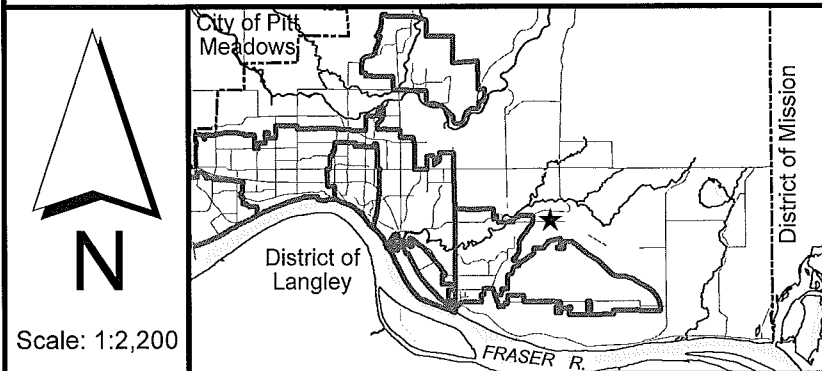 N
Scale: 1:2,200
City of Pitt
Meadows
District of
Langley
FRASER R.
District of Mission